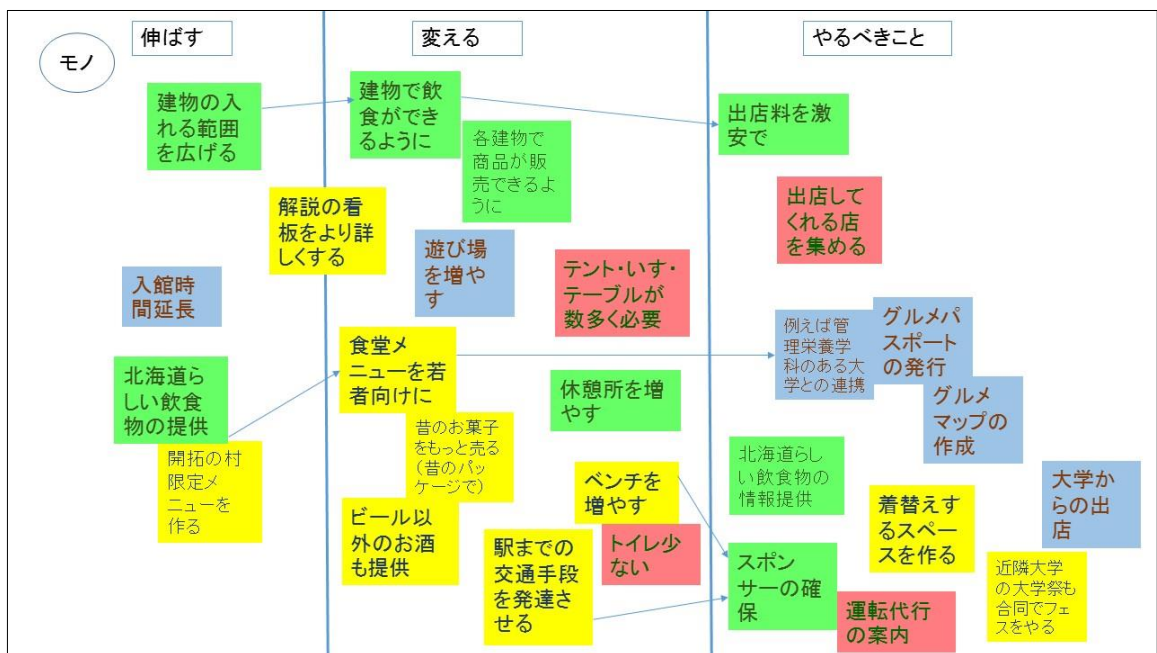 モノ
伸ばす
変える
やるべきこと
建物の入
れる範囲
を広げる
建物で飲
食ができ
るように
各建物で
商品が販
売できるよ
うに
出店料を激
安で
解説の看
板をより詳
しくする
遊び場
を増や
す
テント・いす・
テーブルが
数多く必要
出店して
くれる店
を集める
入館時
間延長
北海道ら
しい飲食
物の提供
開拓の村
限定メ
ニューを
作る
食堂メ
ニューを若
者向けに
昔のお菓子
をもっと売る
(昔のパッ
ケージで)
ビール以
外のお酒
も提供
休憩所を増
やす
ベンチを
増やす
トイレ少
ない
駅までの
交通手段
を発達さ
せる
例えば管
理栄養学
科のある大
学との連携
グルメパ
スポート
の発行
グルメ
マップの
作成
北海道らし
い飲食物の
情報提供
着替えす
るスペー
スを作る
大学か
らの出
店
スポン
サーの確
保
運転代行
の案内
近隣大学
の大学祭も
合同でフェ
スをやる